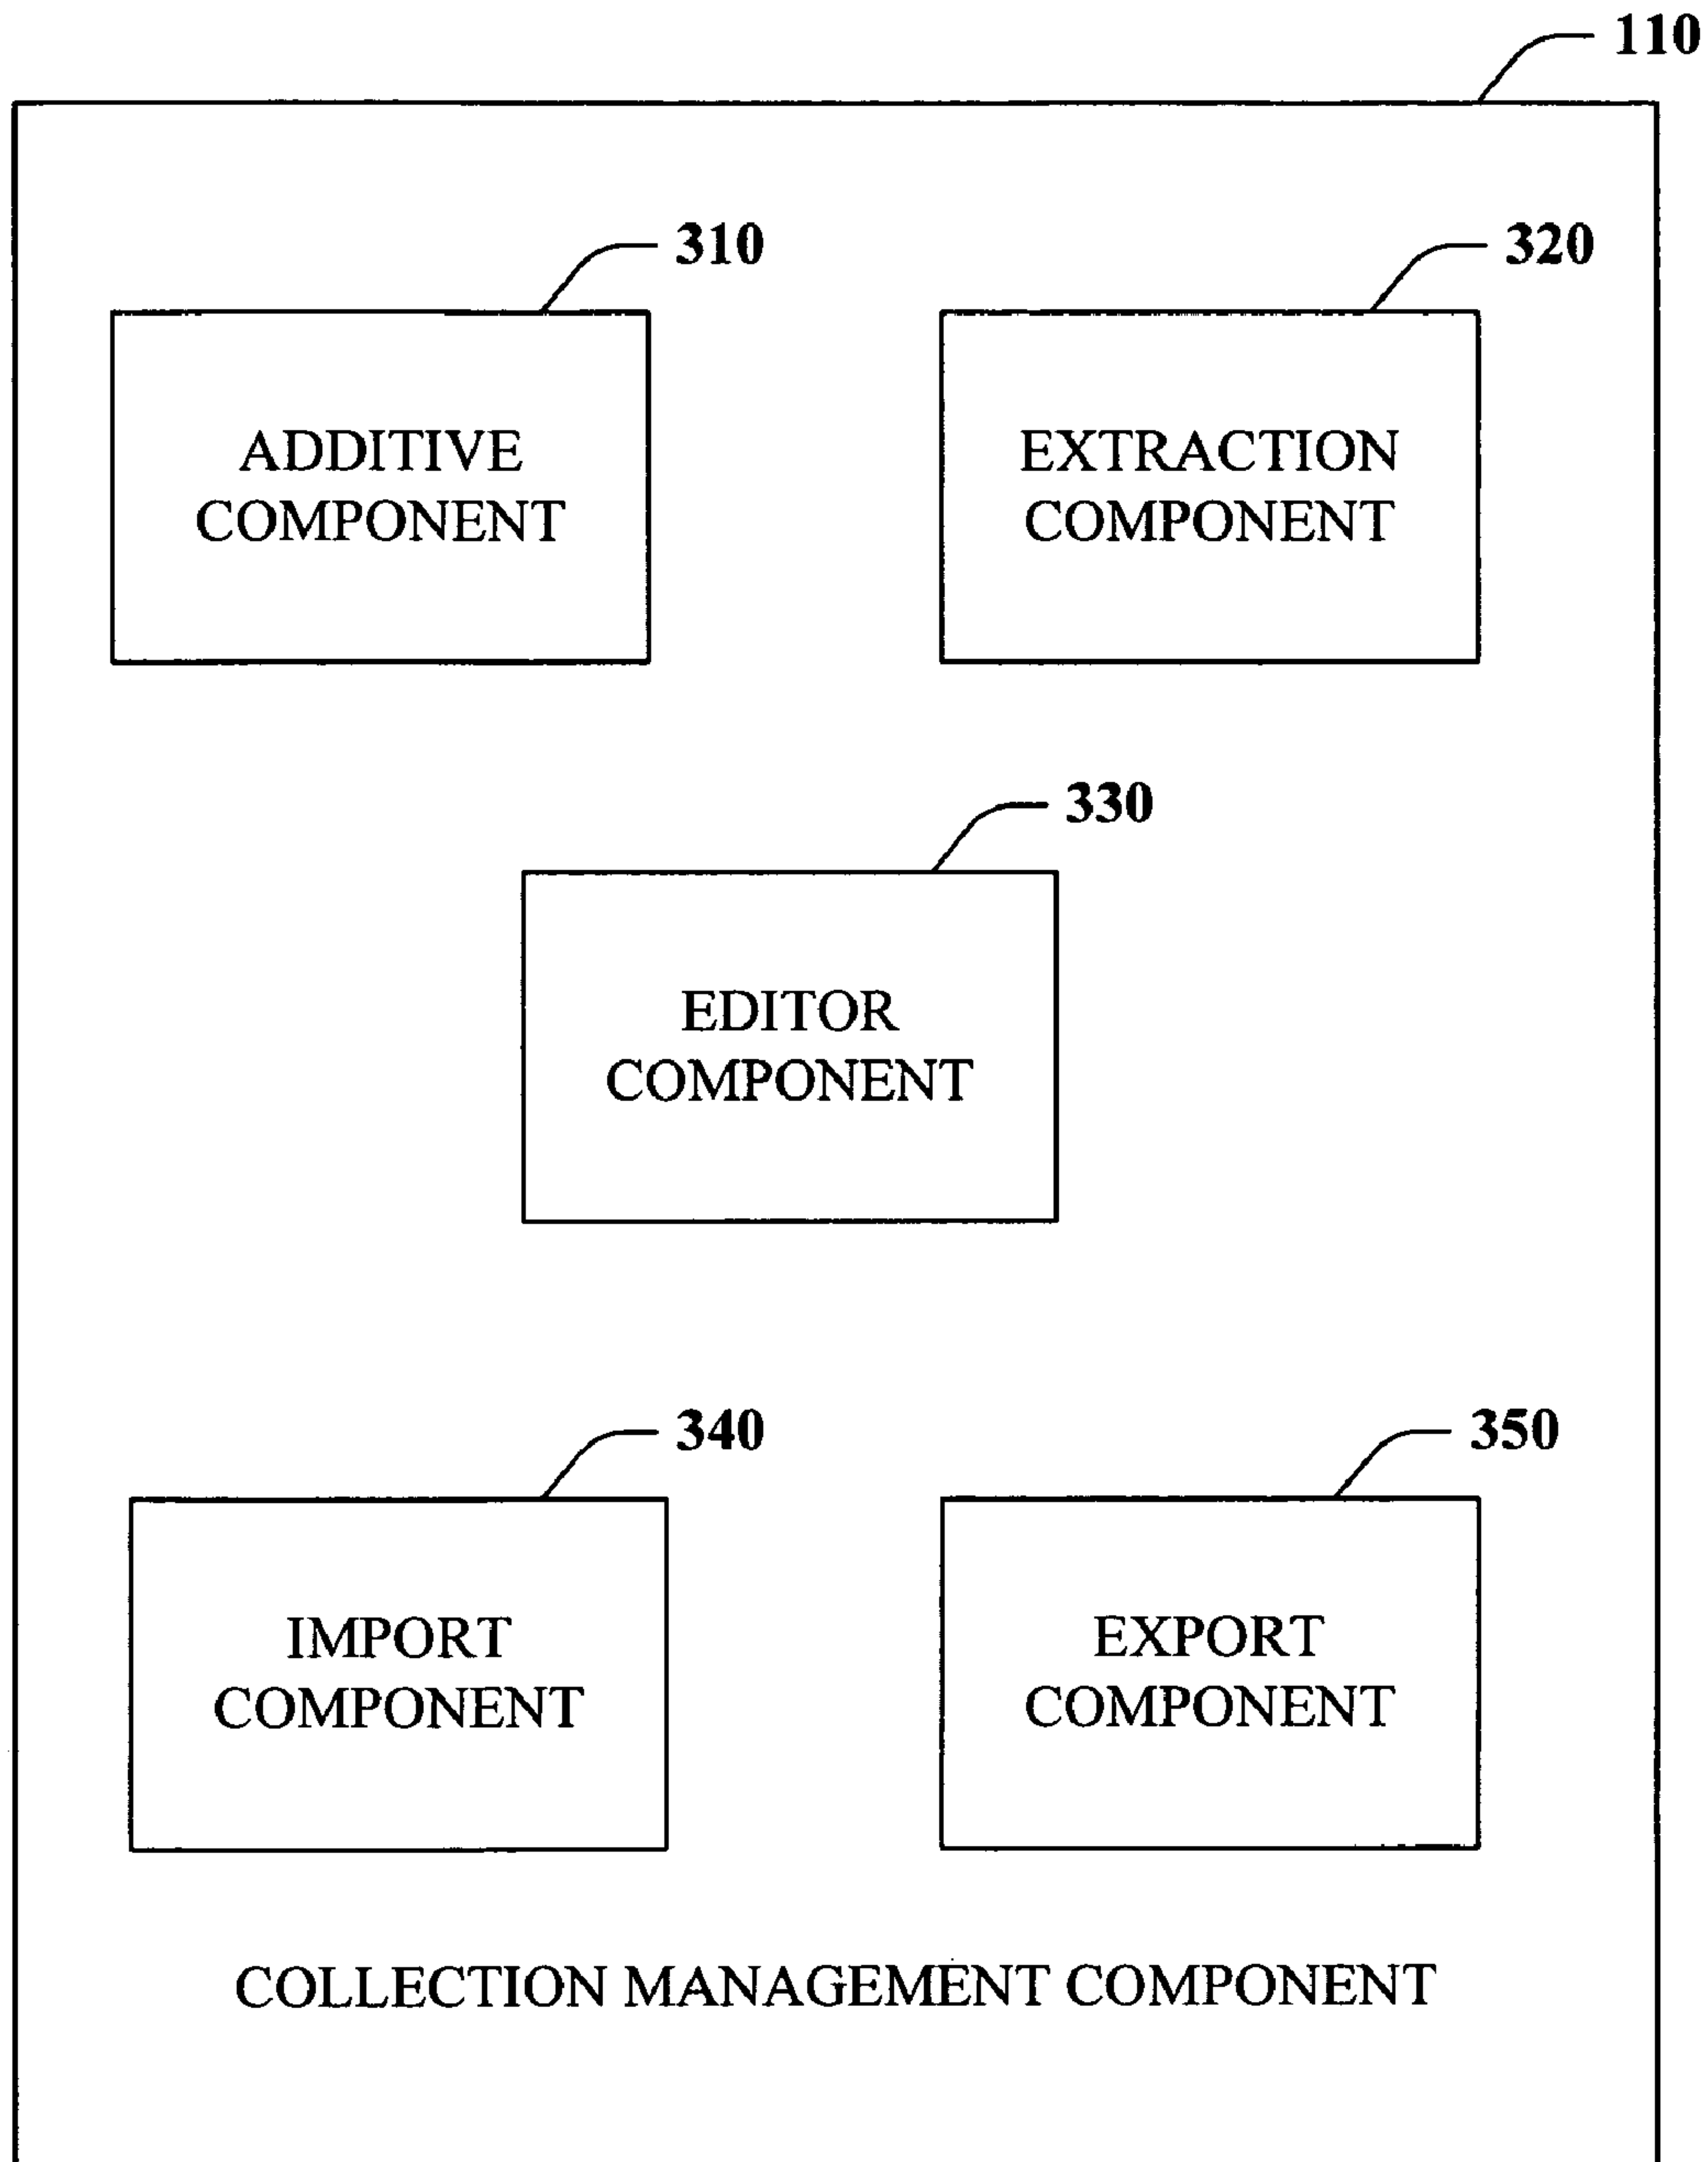 110
310
320
ADDITIVE
COMPONENT
EXTRACTION
COMPONENT
330
EDITOR
COMPONENT
340
350
IMPORT
COMPONENT
EXPORT
COMPONENT
COLLECTION MANAGEMENT COMPONENT